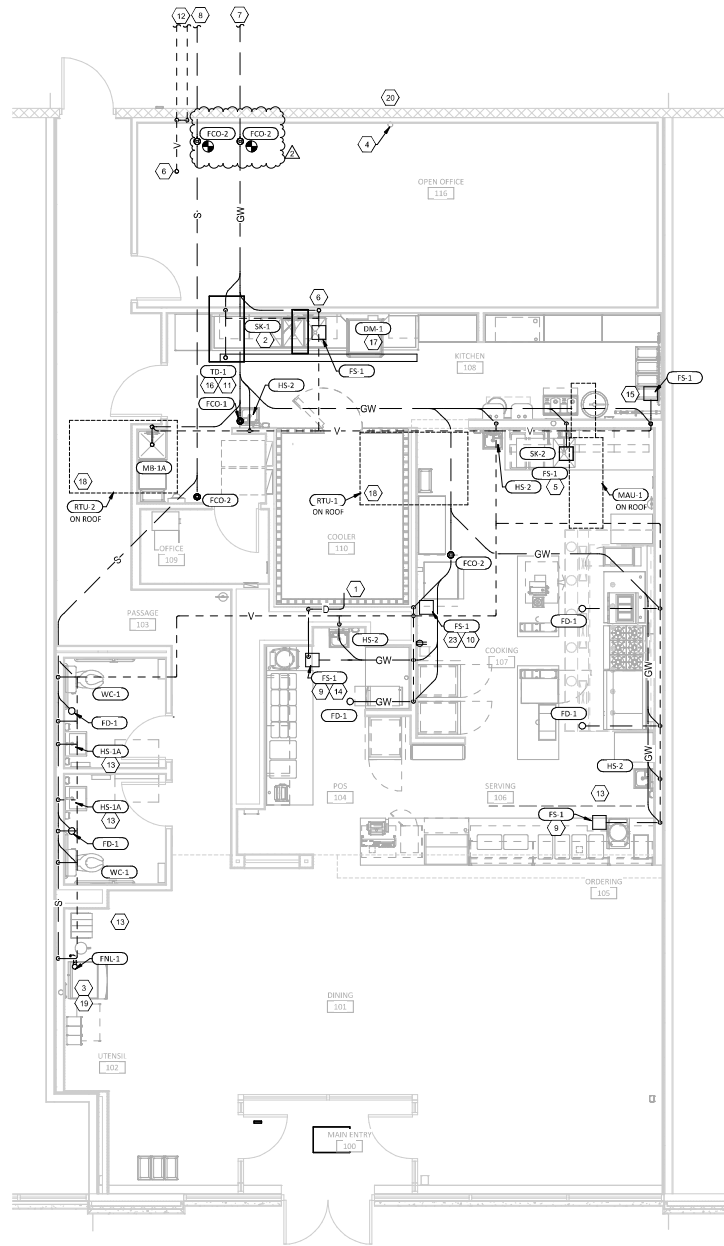 12
8
7
20
FCO-2
FCO-2
2
4
V
6
OPEN OFFICE
116
S
GW
6
SK-1
2
DM-1
17
KITCHEN
108
TD-1
16
11
FS-1
FS-1
HS-2
15
FCO-1
GW
V
V
MB-1A
SK-2
FS-1
5
HS-2
18
RTU-2
ON ROOF
RTU-1
ON ROOF
18
MAU-1
ON ROOF
FCO-2
OFFICE
109
COOLER
110
S
GW
FCO-2
1
D
PASSAGE
103
V
FS-1
23
10
FD-1
HS-2
COOKING
107
GW
GW
FS-1
9
14
WC-1
GW
FD-1
FD-1
FD-1
HS-1A
13
GW
HS-2
HS-1A
13
POS
104
SERVING
106
13
FS-1
9
FD-1
WC-1
ORDERING
105
S
13
FNL-1
3
19
DINING
101
UTENSIL
102
MAIN ENTRY
100